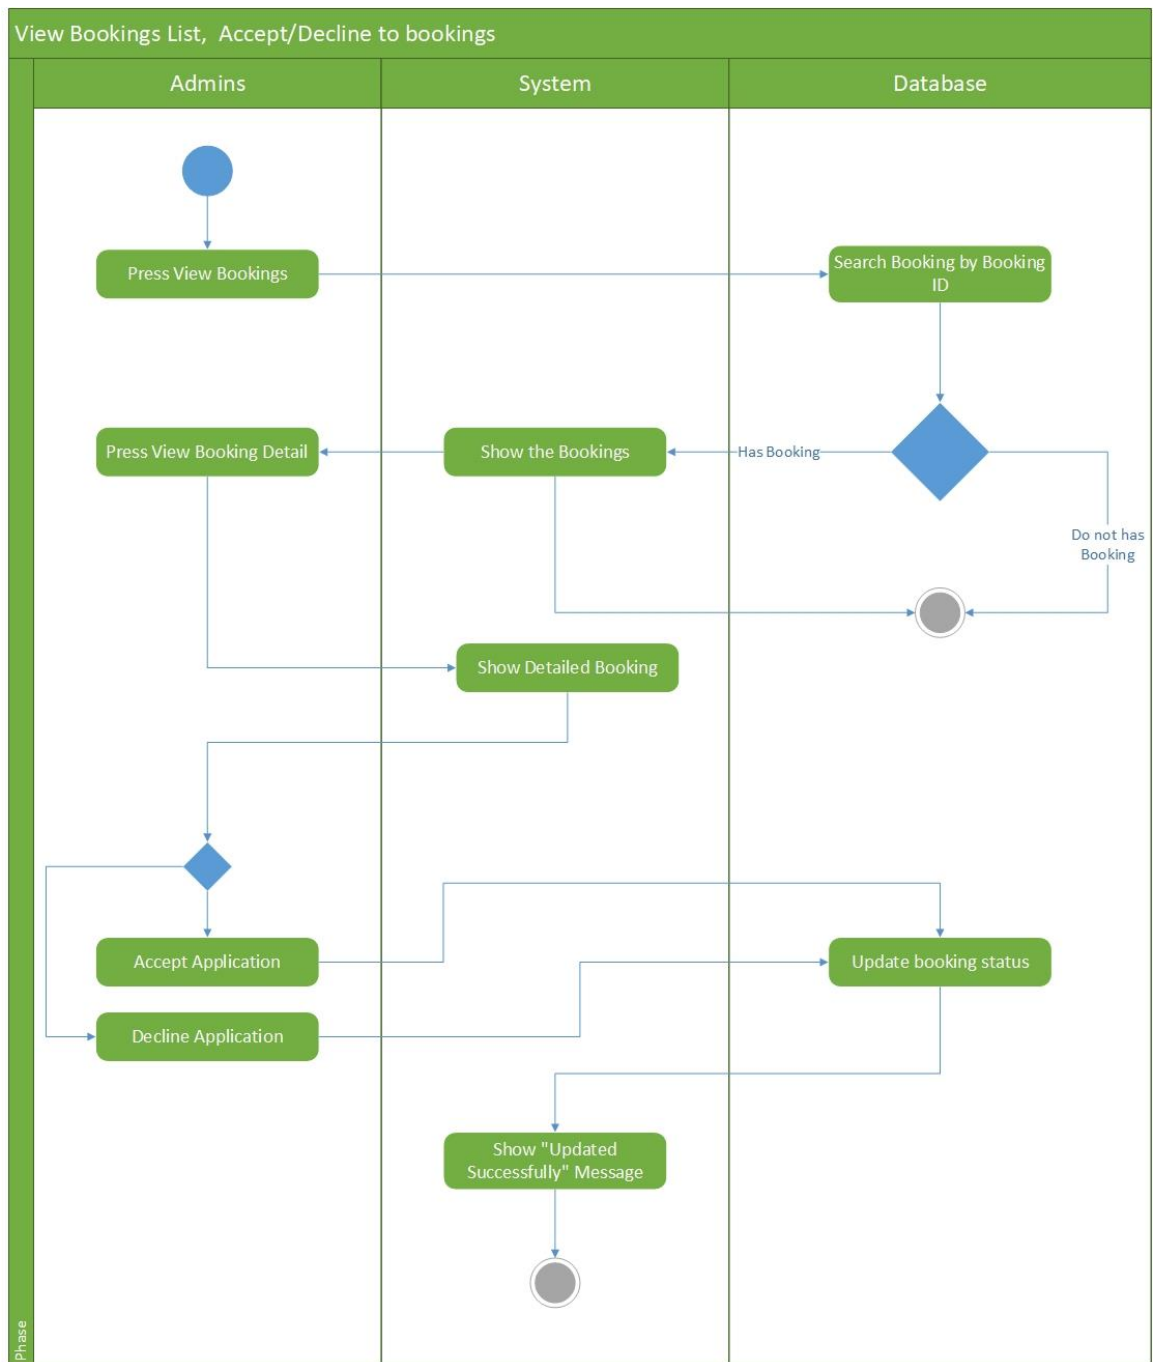 View Bookings List,  Accept/Decline to bookings
Admins
System
Database
Press View Bookings
Search Booking by Booking
ID
Press View Booking Detail
Show the Bookings
Has Booking
Do not has
Booking
Show Detailed Booking
Accept Application
Update booking status
Decline Application
Show "Updated
Successfully" Message
Phase